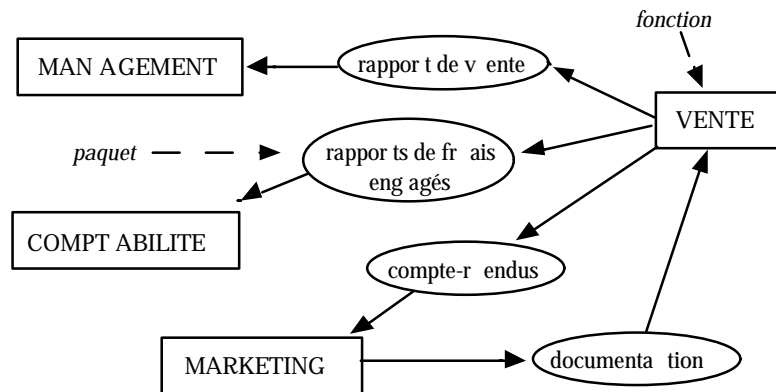 fonction
MAN AGEMENT
rappor t de v ente
VENTE
paquet
rappor ts de fr ais
eng agés
COMPT ABILITE
compte-r endus
MARKETING
documenta tion